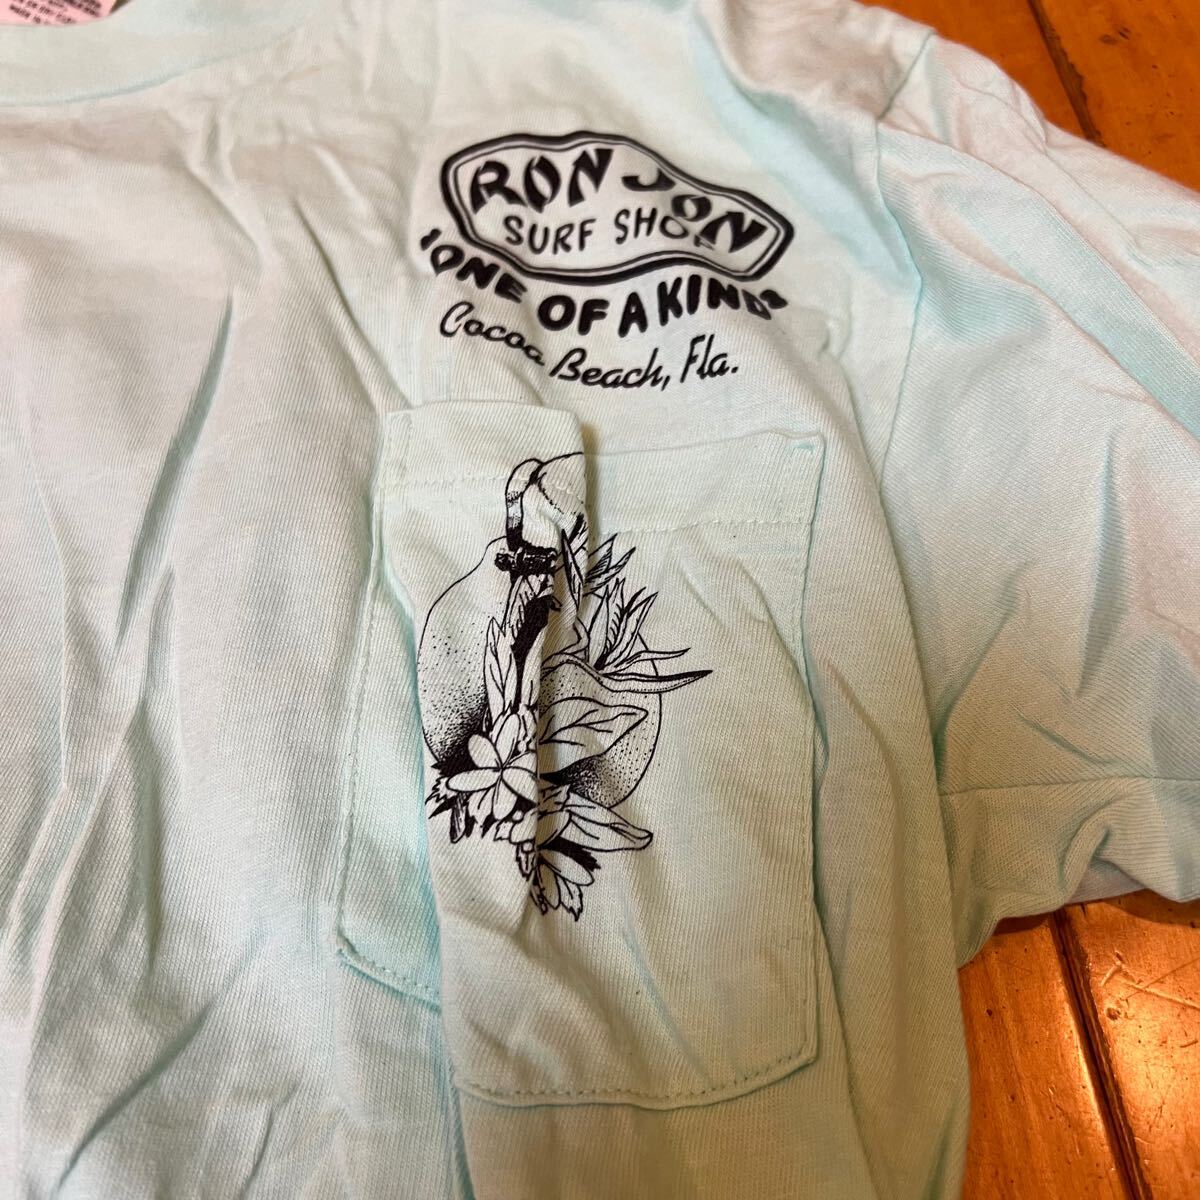 RON JON
SURF SHOP
ONE OF A KIND
Cocoa Beach, Fla.